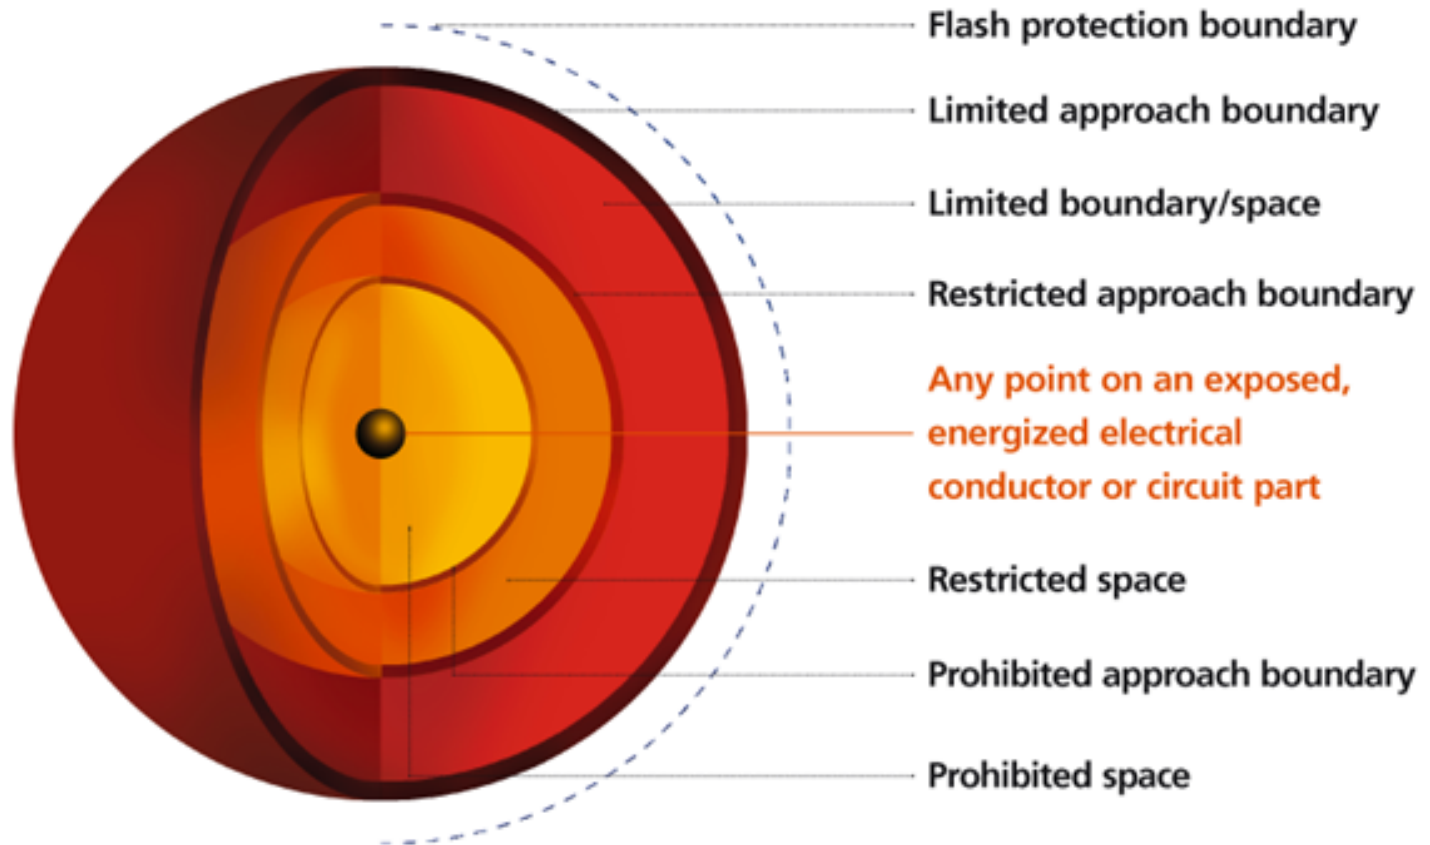 Flash protection boundary
Limited approach boundary
Limited boundary/space
Restricted approach boundary
Any point on an exposed,
energized electrical
conductor or circuit part
Restricted space
Prohibited approach boundary
Prohibited space